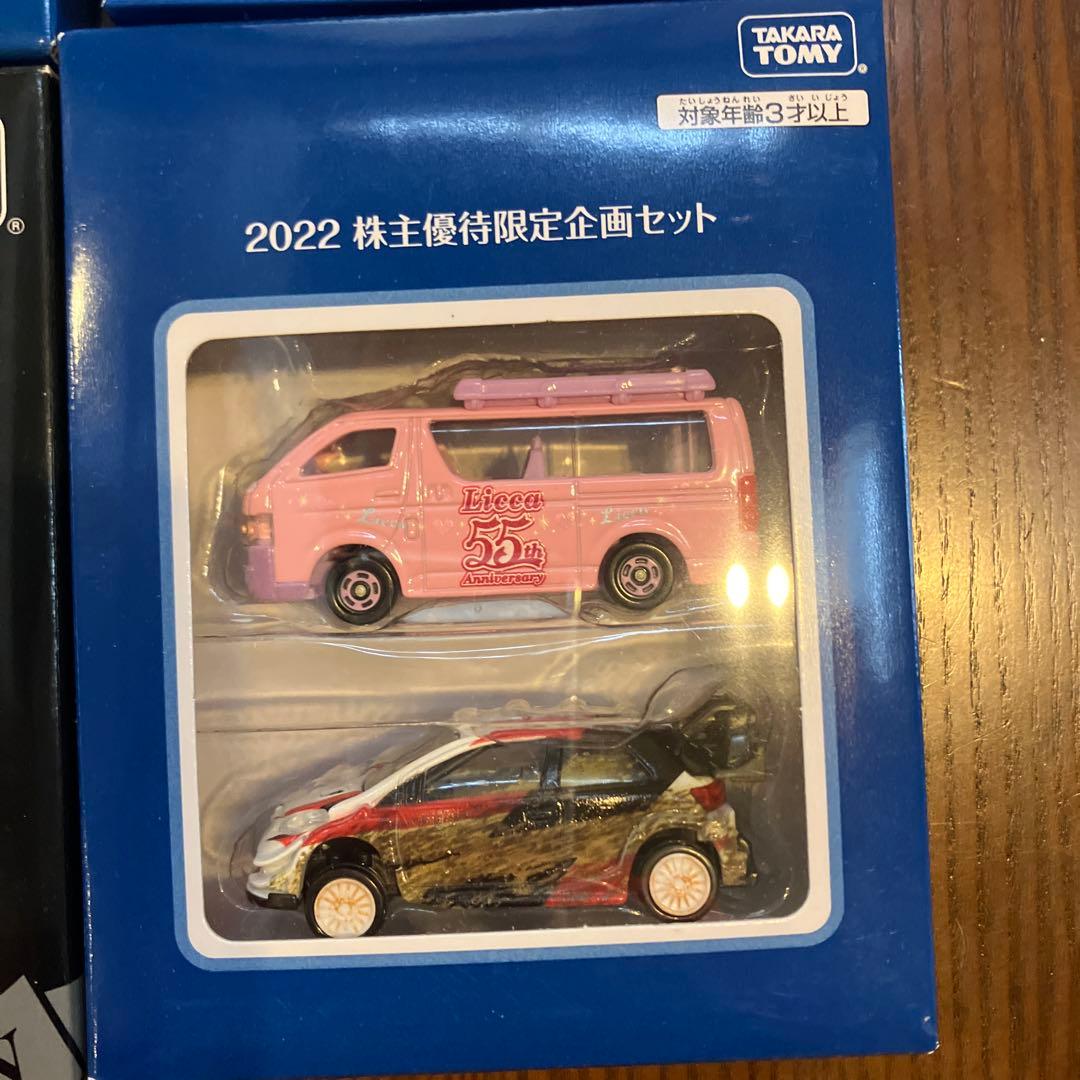 TAKARA
TOMY
たいしょうねんれい さいいじょう
対象年齢3才以上
2022 株主優待限定企画セット
Licca
Licca
55th
Anniversary
Licca
®